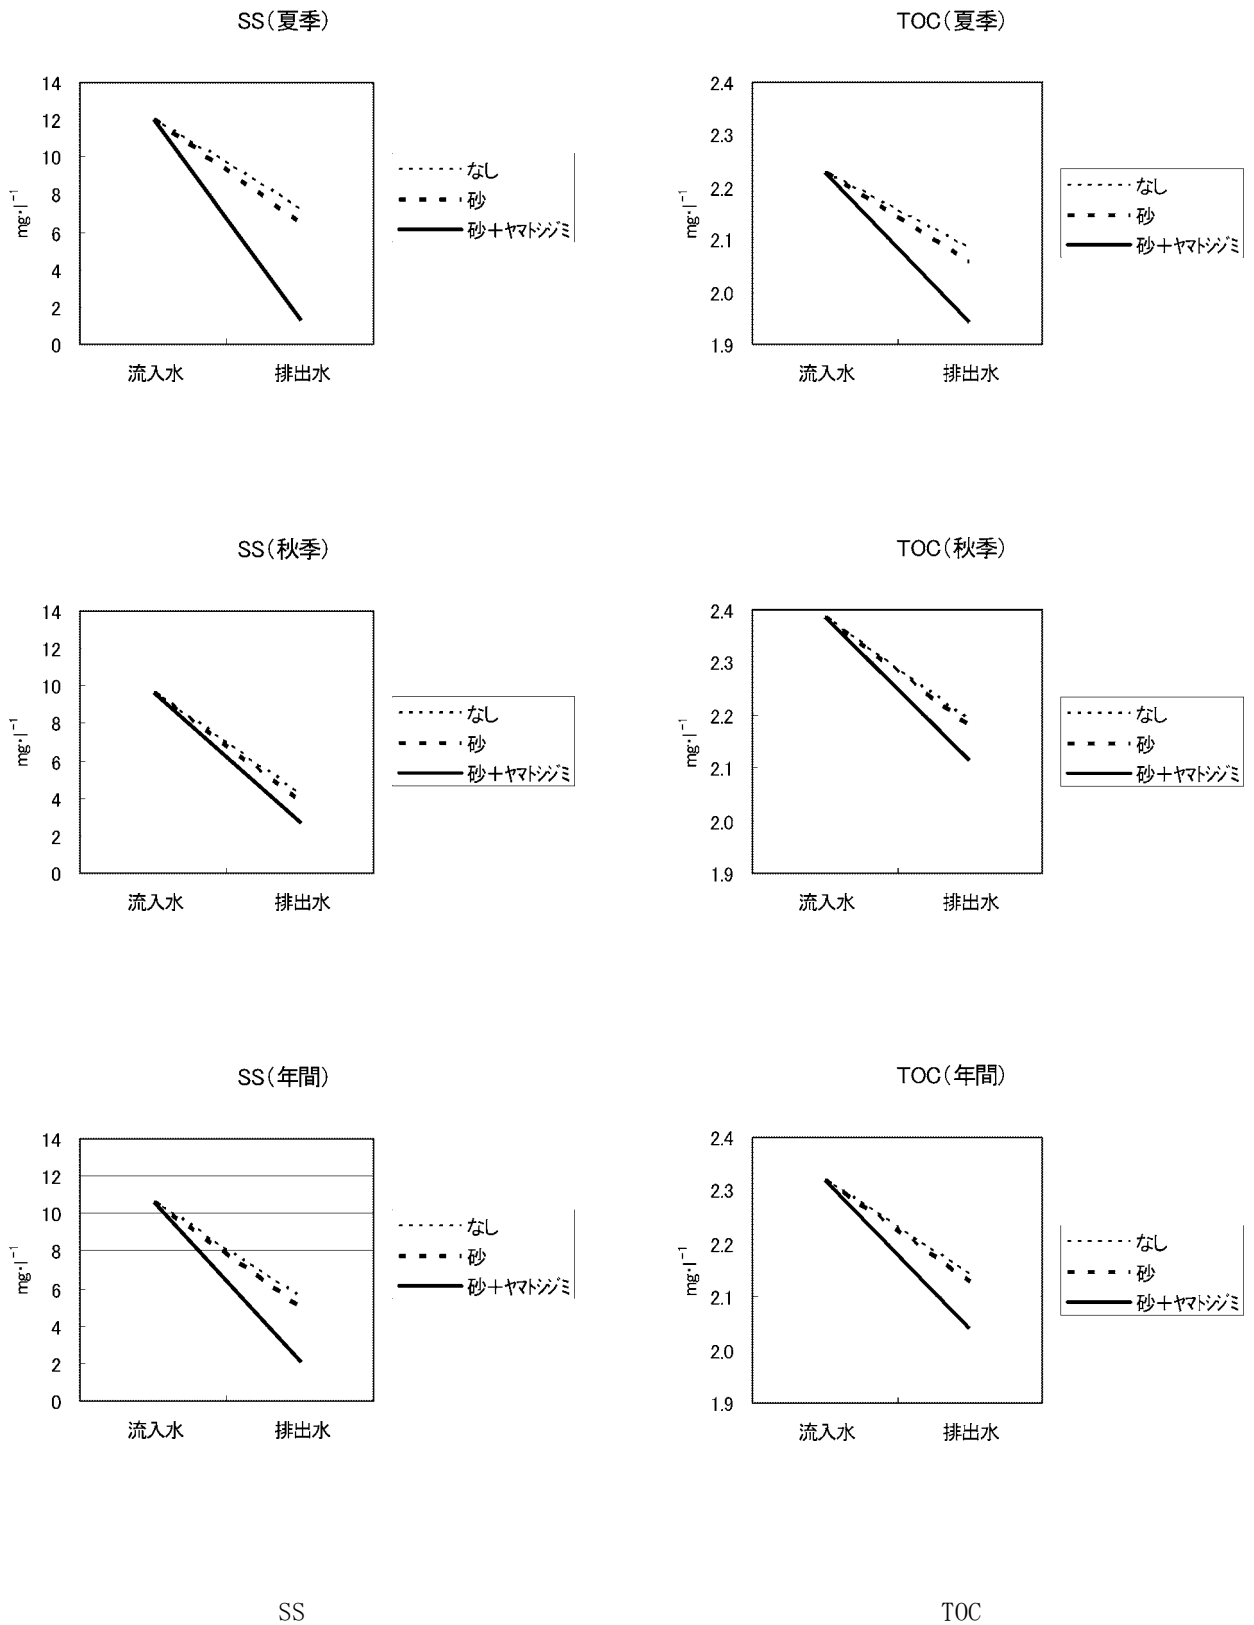 SS(夏季)
14
12
10
8
6
4
2
0
mg・l⁻¹
流入水 排出水
なし
砂
砂+ヤマトシジミ
TOC(夏季)
2.4
2.3
2.2
2.1
2.0
1.9
mg・l⁻¹
流入水 排出水
なし
砂
砂+ヤマトシジミ
SS(秋季)
14
12
10
8
6
4
2
0
mg・l⁻¹
流入水 排出水
なし
砂
砂+ヤマトシジミ
TOC(秋季)
2.4
2.3
2.2
2.1
2.0
1.9
mg・l⁻¹
流入水 排出水
なし
砂
砂+ヤマトシジミ
SS(年間)
14
12
10
8
6
4
2
0
mg・l⁻¹
流入水 排出水
なし
砂
砂+ヤマトシジミ
TOC(年間)
2.4
2.3
2.2
2.1
2.0
1.9
mg・l⁻¹
流入水 排出水
なし
砂
砂+ヤマトシジミ
SS
TOC